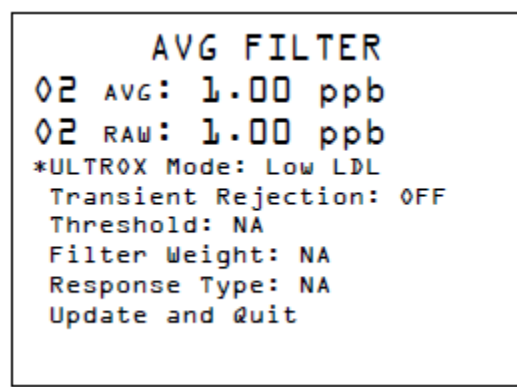 AVG FILTER
O2 AVG: 1.00 ppb
O2 RAW: 1.00 ppb
*ULTROX Mode: Low LDL
Transient Rejection: OFF
Threshold: NA
Filter Weight: NA
Response Type: NA
Update and Quit